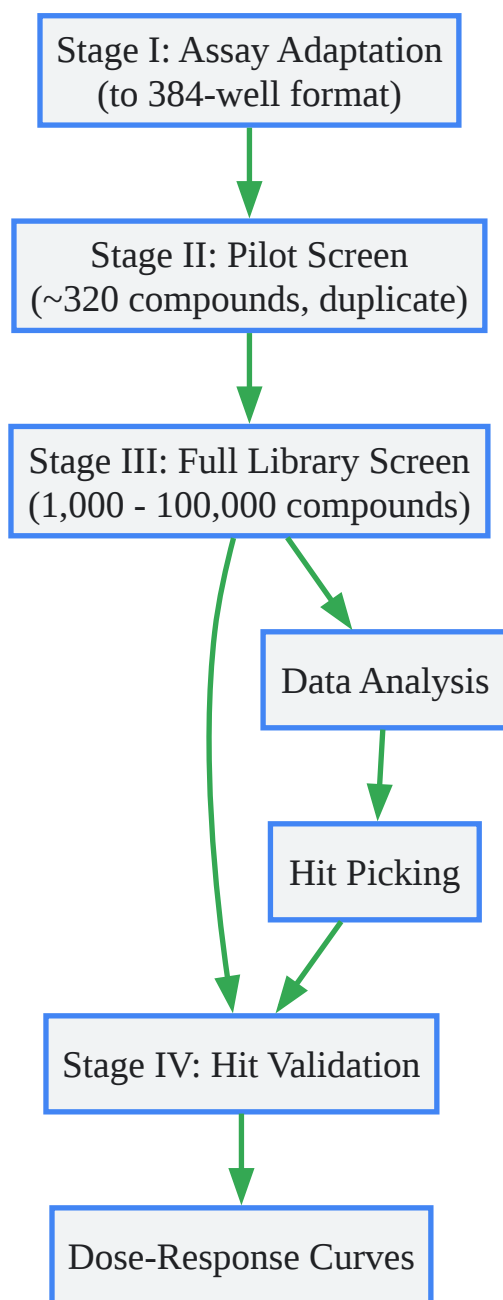 Stage I: Assay Adaptation
(to 384-well format)
Stage II: Pilot Screen
(~320 compounds, duplicate)
Stage III: Full Library Screen
(1,000 - 100,000 compounds)
Data Analysis
Hit Picking
Stage IV: Hit Validation
Dose-Response Curves